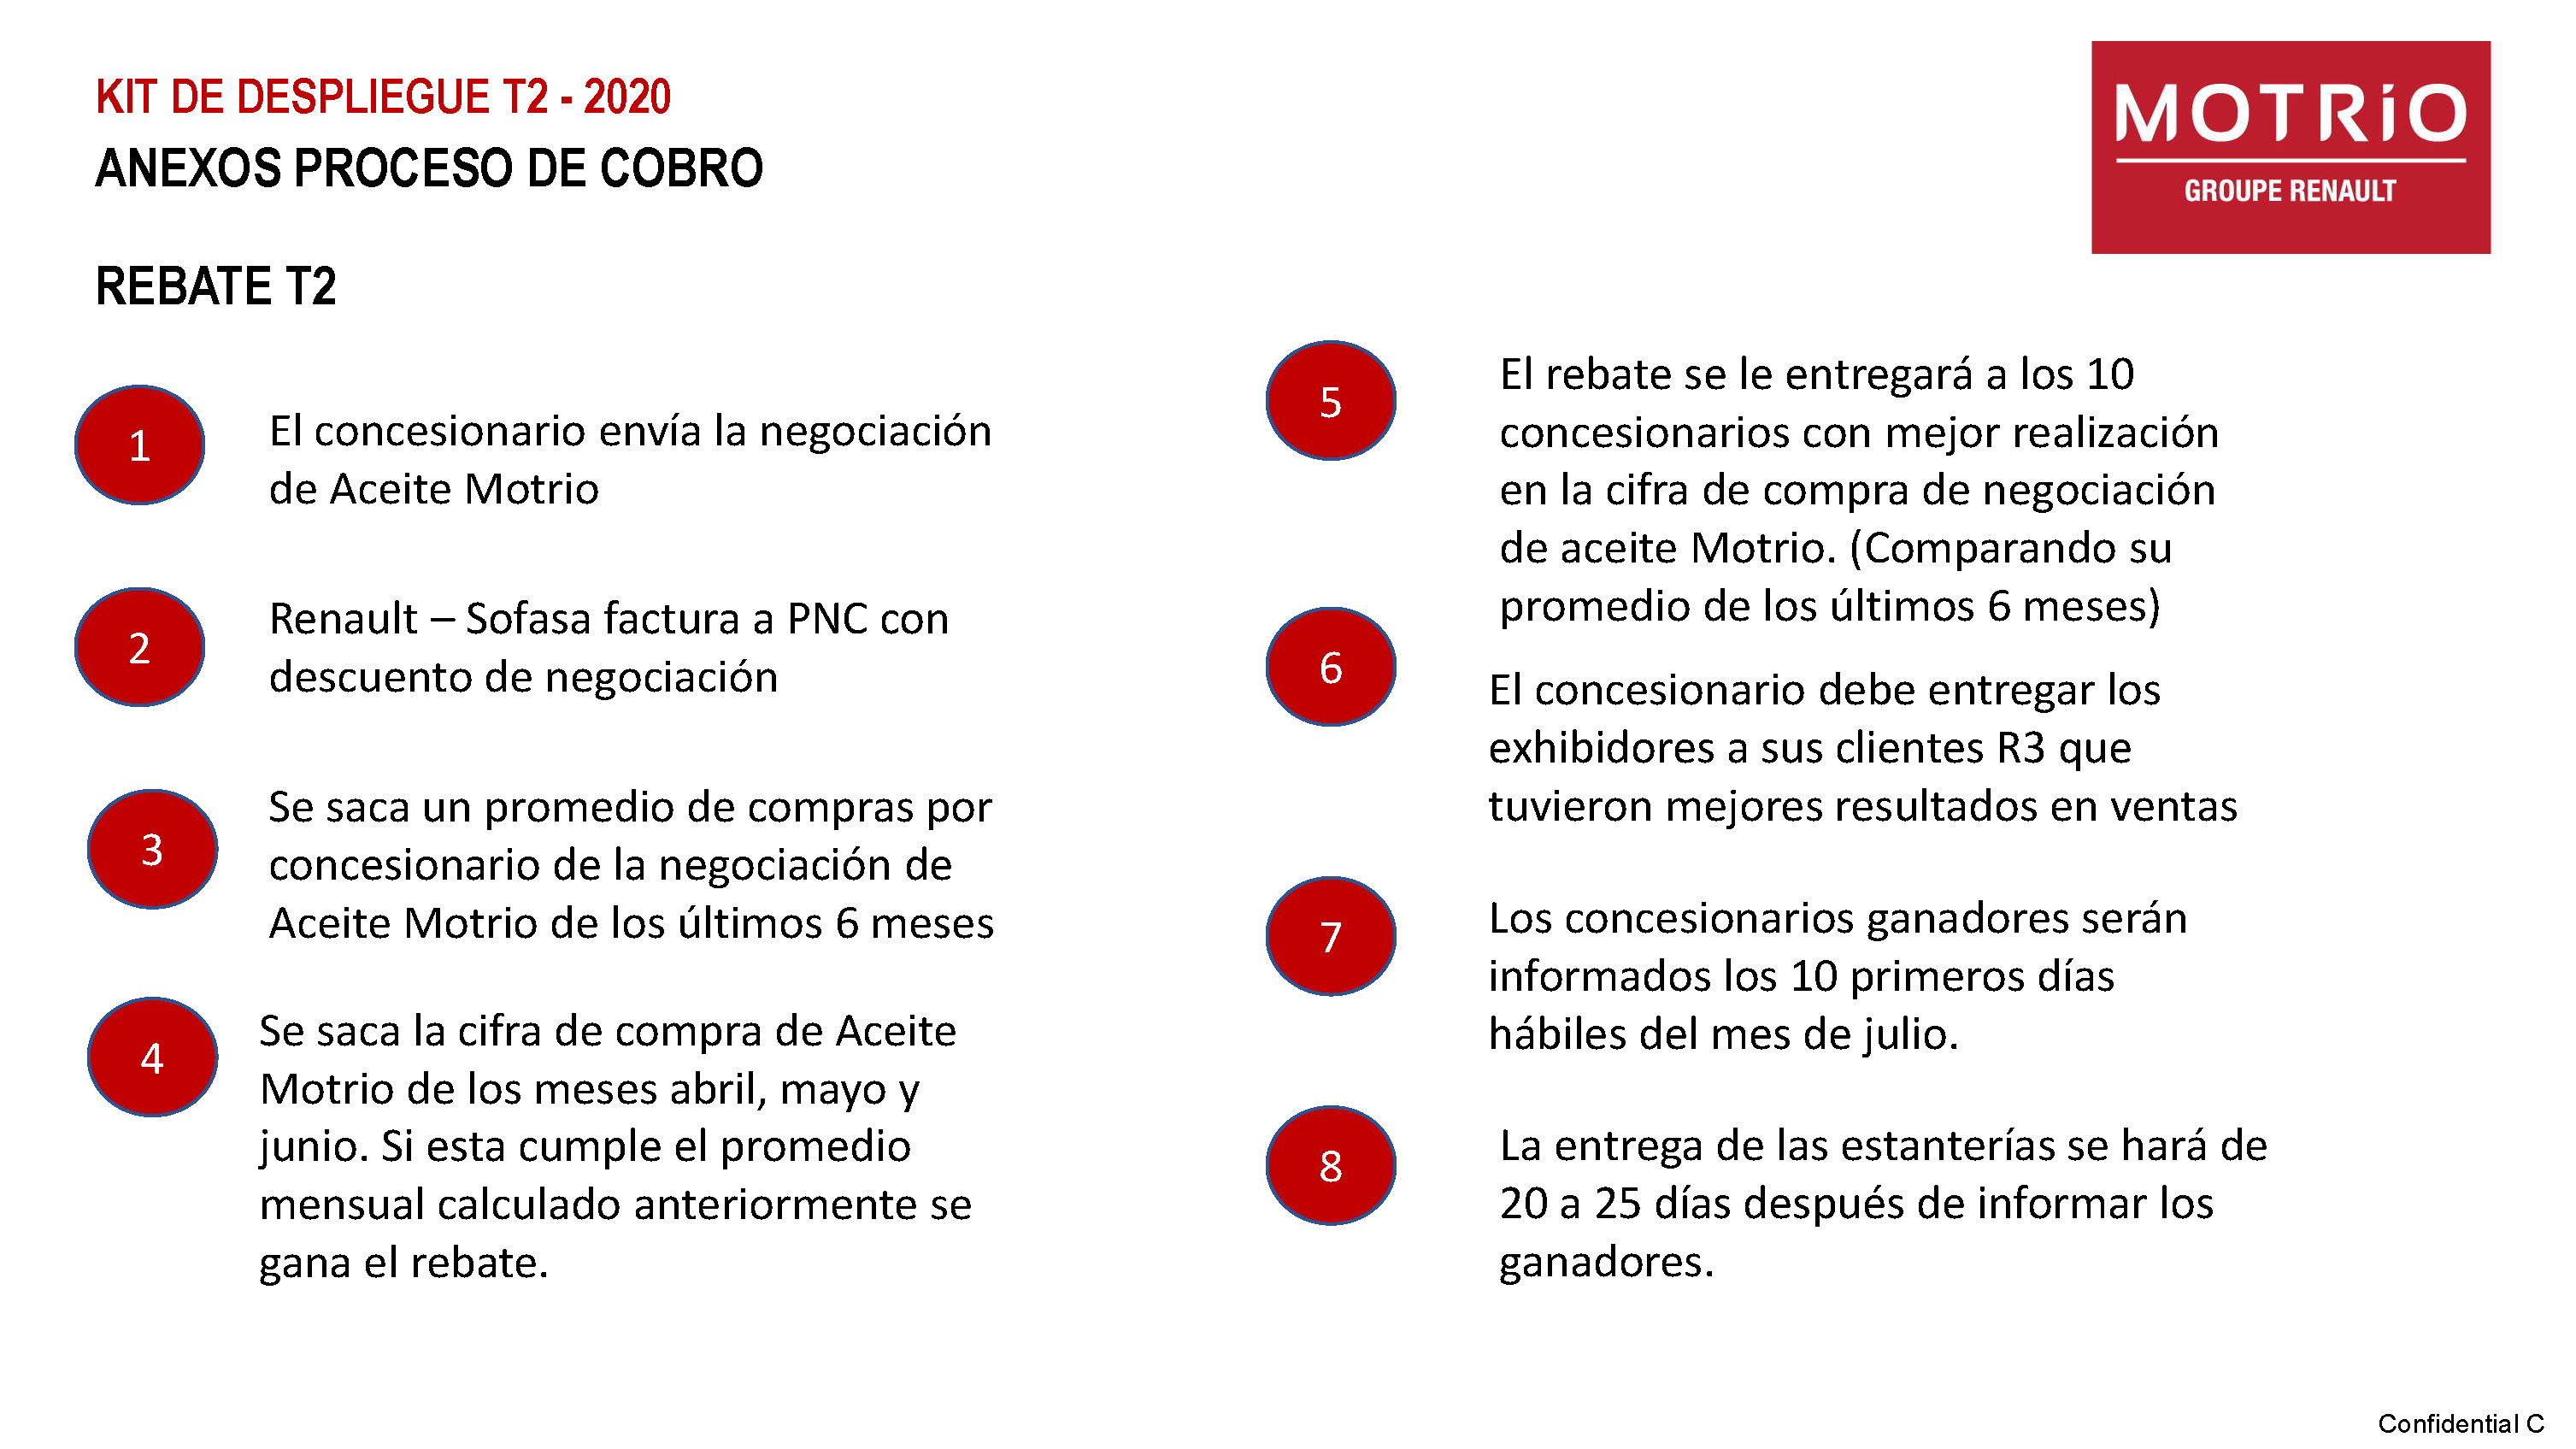 KIT DE DESPLIEGUE T2 - 2020
ANEXOS PROCESO DE COBRO
MOTRiO
GROUPE RENAULT
REBATE T2
1
El concesionario envía la negociación
de Aceite Motrio
2
Renault – Sofasa factura a PNC con
descuento de negociación
3
Se saca un promedio de compras por
concesionario de la negociación de
Aceite Motrio de los últimos 6 meses
4
Se saca la cifra de compra de Aceite
Motrio de los meses abril, mayo y
junio. Si esta cumple el promedio
mensual calculado anteriormente se
gana el rebate.
5
El rebate se le entregará a los 10
concesionarios con mejor realización
en la cifra de compra de negociación
de aceite Motrio. (Comparando su
promedio de los últimos 6 meses)
6
El concesionario debe entregar los
exhibidores a sus clientes R3 que
tuvieron mejores resultados en ventas
7
Los concesionarios ganadores serán
informados los 10 primeros días
hábiles del mes de julio.
8
La entrega de las estanterías se hará de
20 a 25 días después de informar los
ganadores.
Confidential C